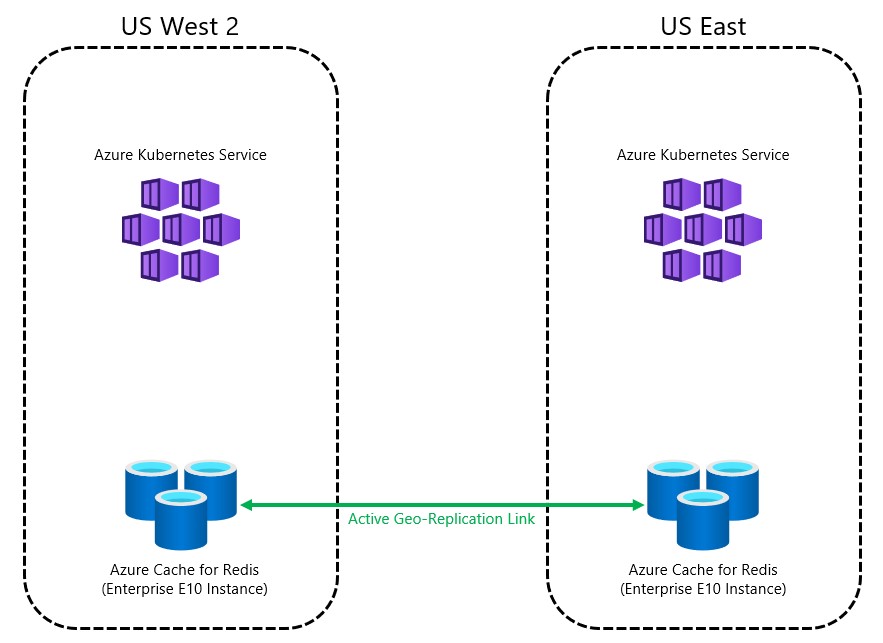 US West 2
US East
Azure Kubernetes Service
Azure Kubernetes Service
Active Geo-Replication Link
Azure Cache for Redis
(Enterprise E10 Instance)
Azure Cache for Redis
(Enterprise E10 Instance)